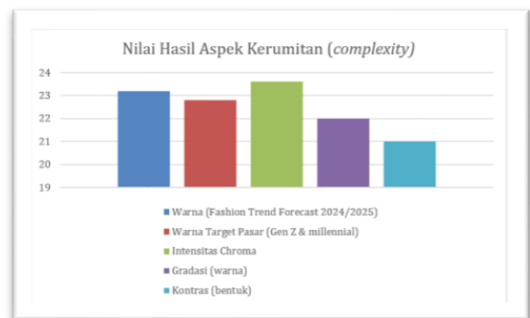 Nilai Hasil Aspek Kerumitan (complexity)
24
23
22
21
20
19
Warna (Fashion Trend Forecast 2024/2025)
Warna Target Pasar (Gen Z & millennial)
Intensitas Chroma
Gradasi (warna)
Kontras (bentuk)